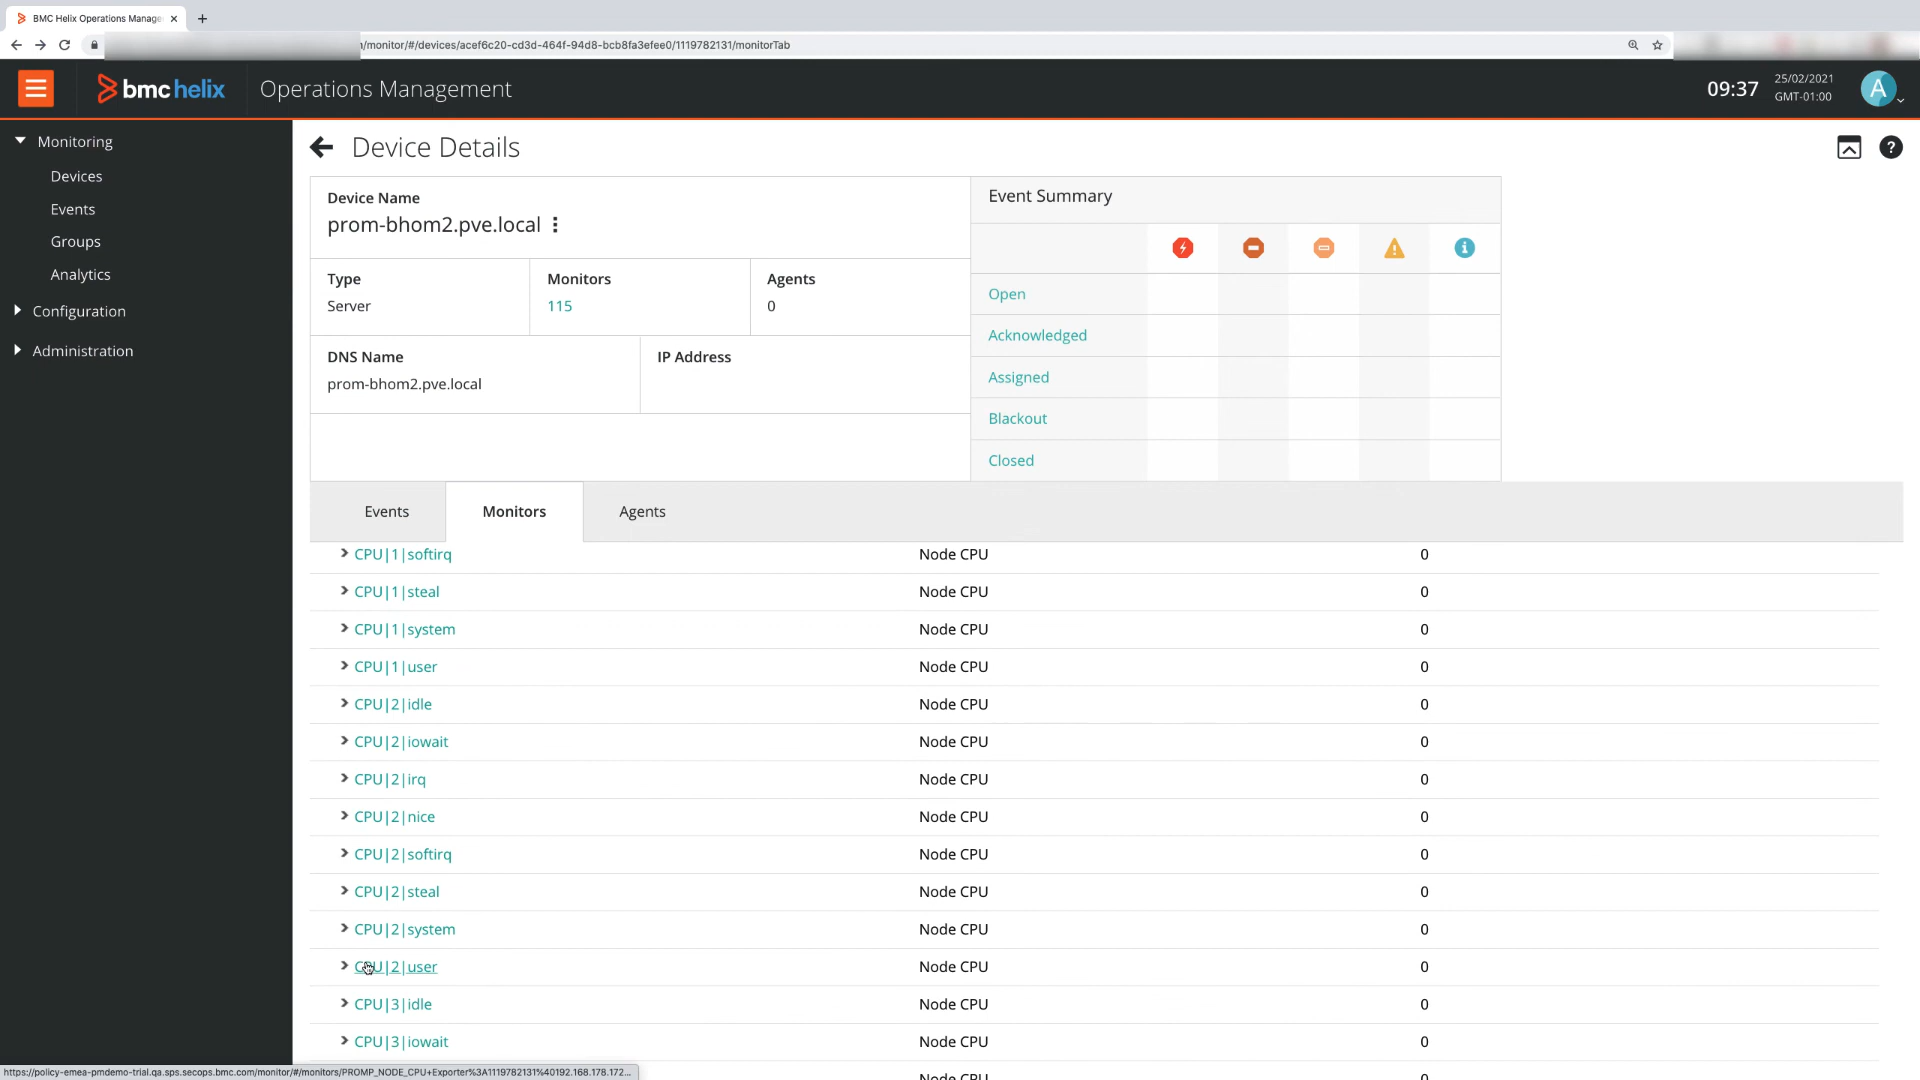 BMC Helix Operations Manage
/monitor/#/devices/acef6c20-cd3d-464f-94d8-bcb8fa3efee0/1119782131/monitorTab
bmc helix
Operations Management
09:37
25/02/2021
GMT-01:00
A
Monitoring
Devices
Events
Groups
Analytics
Configuration
Administration
Device Details
?
Device Name
prom-bhom2.pve.local
Type
Server
Monitors
115
Agents
0
DNS Name
prom-bhom2.pve.local
IP Address
Event Summary
Open
Acknowledged
Assigned
Blackout
Closed
Events
Monitors
Agents
CPU|1|softirq Node CPU 0
CPU|1|steal Node CPU 0
CPU|1|system Node CPU 0
CPU|1|user Node CPU 0
CPU|2|idle Node CPU 0
CPU|2|iowait Node CPU 0
CPU|2|irq Node CPU 0
CPU|2|nice Node CPU 0
CPU|2|softirq Node CPU 0
CPU|2|steal Node CPU 0
CPU|2|system Node CPU 0
CPU|2|user Node CPU 0
CPU|3|idle Node CPU 0
CPU|3|iowait Node CPU 0
Node CPU 0
https://policy-emea-pmdemo-trial.qa.sps.secops.bmc.com/monitor/#/monitors/PROMP_NODE_CPU+Exporter%3A1119782131%40192.168.178.172...